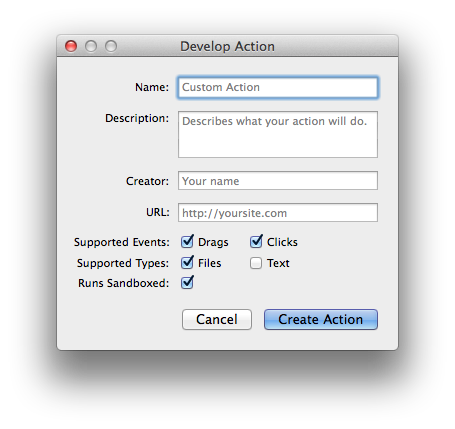 Develop Action
Name: Custom Action
Description: Describes what your action will do.
Creator: Your name
URL: http://yoursite.com
Supported Events: Drags Clicks
Supported Types: Files Text
Runs Sandboxed:
Cancel Create Action